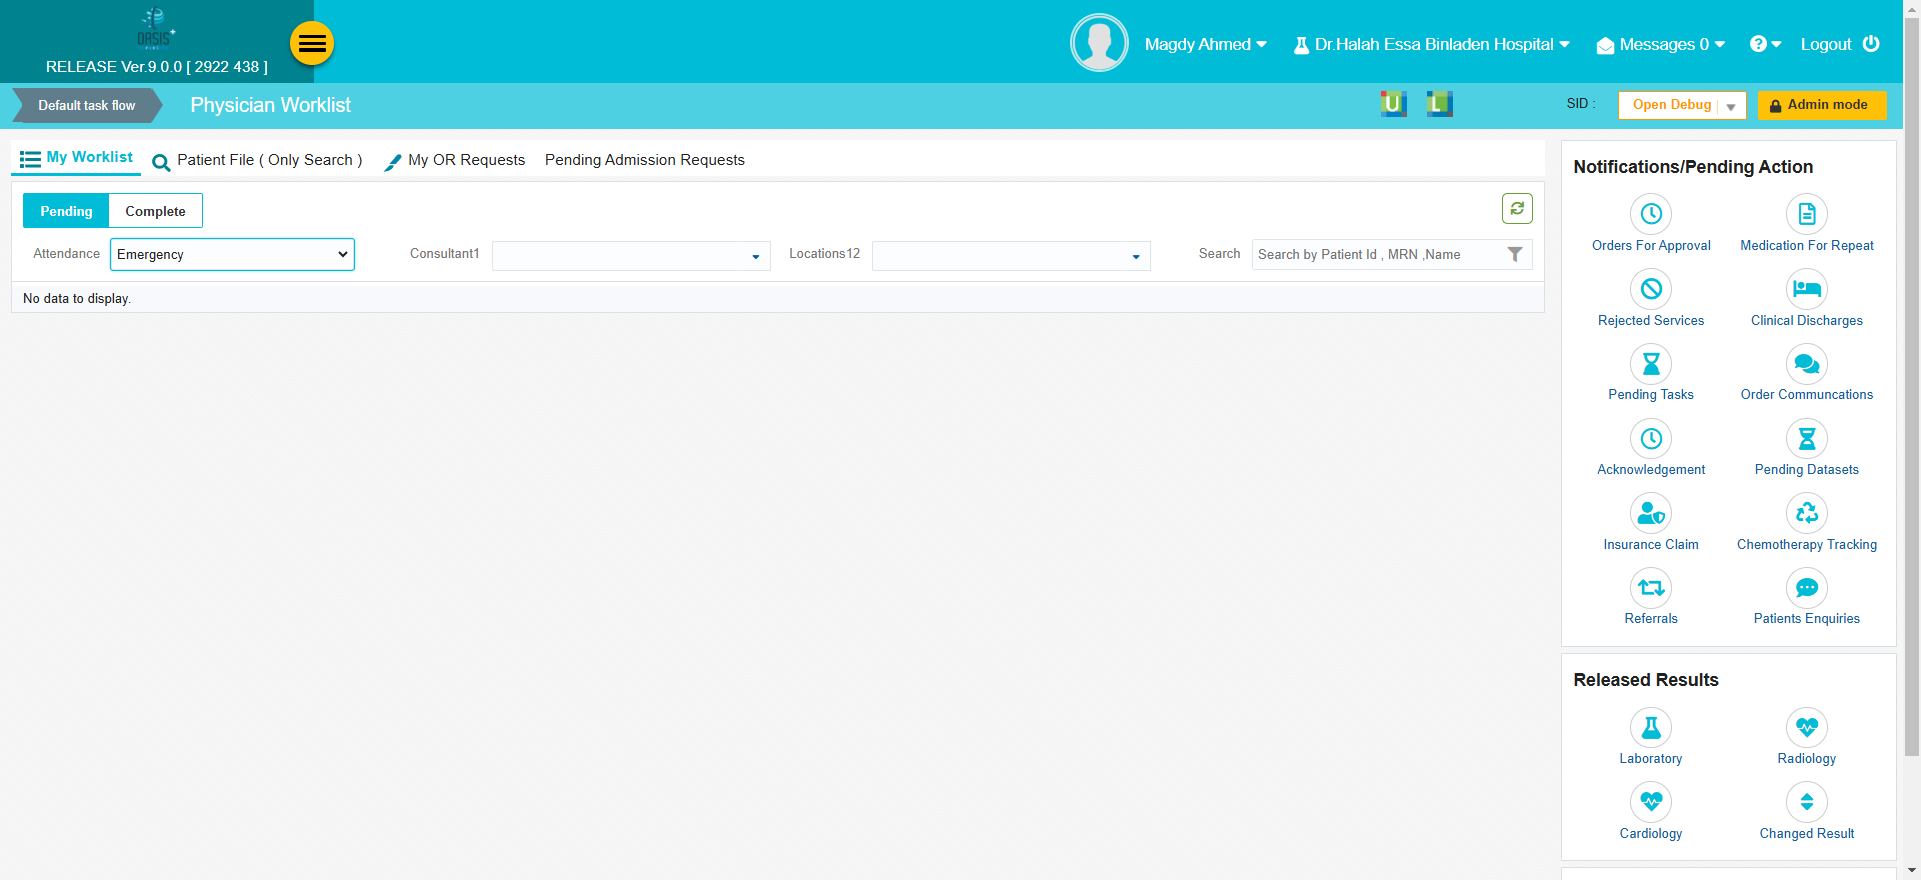 OASIS+
PLUS
RELEASE Ver.9.0.0 [ 2922 438 ]
Magdy Ahmed
Dr.Halah Essa Binladen Hospital
Messages 0
Logout
Default task flow
Physician Worklist
U
L
SID :
Open Debug
Admin mode
My Worklist
Patient File ( Only Search )
My OR Requests
Pending Admission Requests
Pending
Complete
Attendance
Emergency
Consultant1
Locations12
Search
Search by Patient Id , MRN ,Name
No data to display.
Notifications/Pending Action
Orders For Approval
Medication For Repeat
Rejected Services
Clinical Discharges
Pending Tasks
Order Communcations
Acknowledgement
Pending Datasets
Insurance Claim
Chemotherapy Tracking
Referrals
Patients Enquiries
Released Results
Laboratory
Radiology
Cardiology
Changed Result